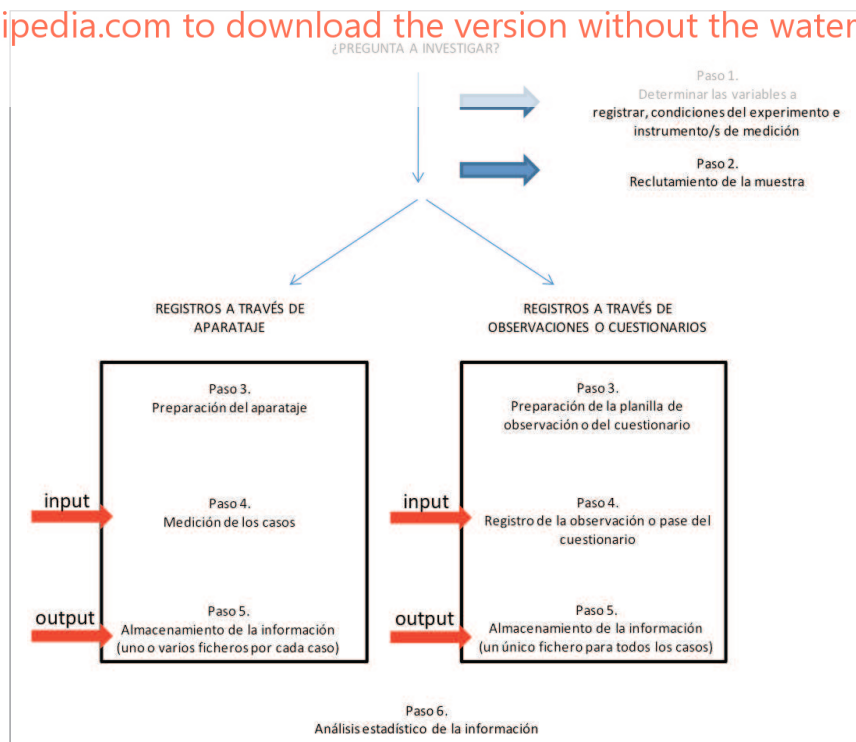 ipedia.com to download the version without the water
¿PREGUNTA A INVESTIGAR?
Paso 1.
Determinar las variables a
registrar, condiciones del experimento e
instrumento/s de medición
Paso 2.
Reclutamiento de la muestra
REGISTROS A TRAVÉS DE
APARATAJE
Paso 3.
Preparación del aparataje
input
Paso 4.
Medición de los casos
output
Paso 5.
Almacenamiento de la información
(uno o varios ficheros por cada caso)
REGISTROS A TRAVÉS DE
OBSERVACIONES O CUESTIONARIOS
Paso 3.
Preparación de la planilla de
observación o del cuestionario
input
Paso 4.
Registro de la observación o pase del
cuestionario
output
Paso 5.
Almacenamiento de la información
(un único fichero para todos los casos)
Paso 6.
Análisis estadístico de la información